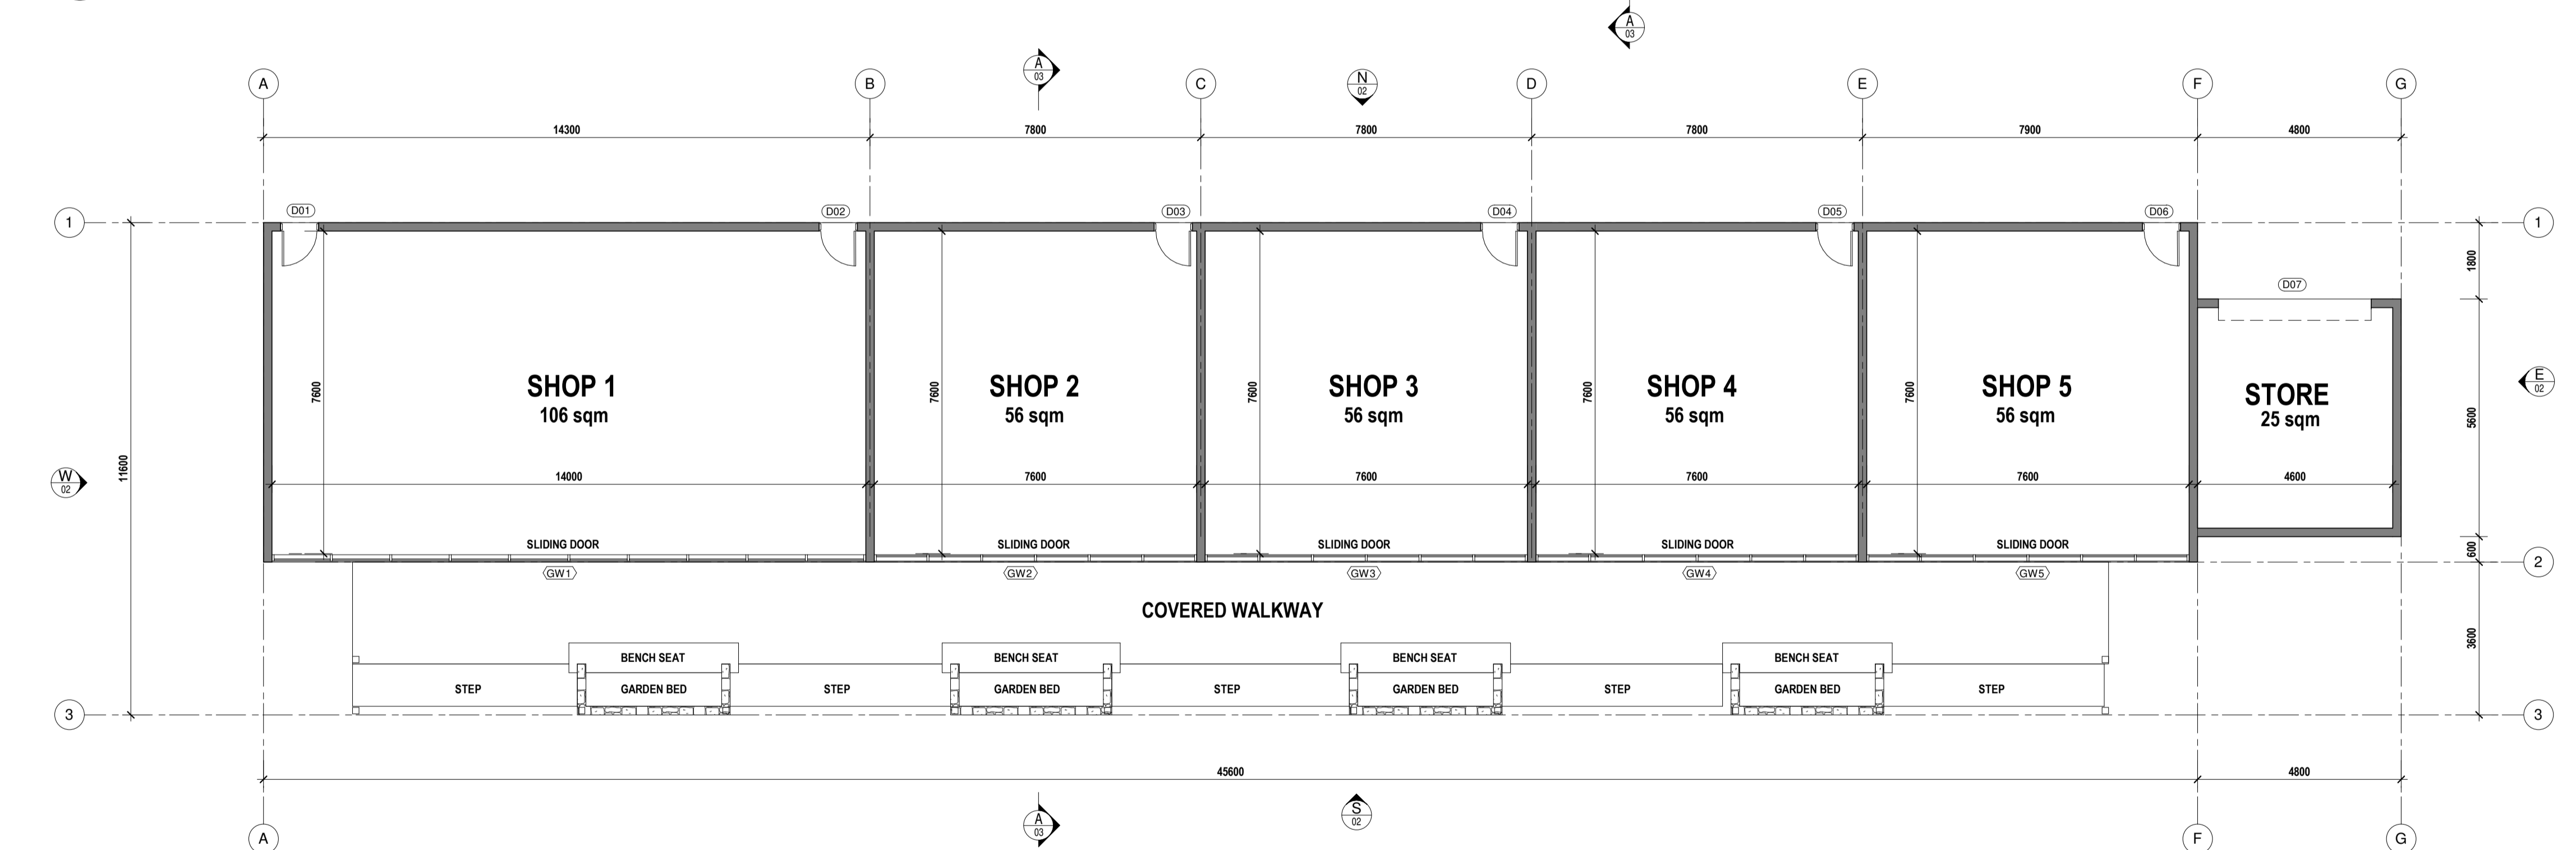 A
03
A
03
N
02
A
B
C
D
E
F
G
14300
7800
7800
7800
7900
4800
D01
D02
D03
D04
D05
D06
1
1
1800
D07
7600
7600
7600
7600
7600
SHOP 1
106 sqm
SHOP 2
56 sqm
SHOP 3
56 sqm
SHOP 4
56 sqm
SHOP 5
56 sqm
STORE
25 sqm
E
02
5600
11600
W
02
14000
7600
7600
7600
7600
4600
SLIDING DOOR
SLIDING DOOR
SLIDING DOOR
SLIDING DOOR
SLIDING DOOR
600
2
GW1
GW2
GW3
GW4
GW5
COVERED WALKWAY
3600
BENCH SEAT
BENCH SEAT
BENCH SEAT
BENCH SEAT
STEP
GARDEN BED
STEP
GARDEN BED
STEP
GARDEN BED
STEP
GARDEN BED
STEP
3
3
45600
4800
A
03
S
02
A
F
G